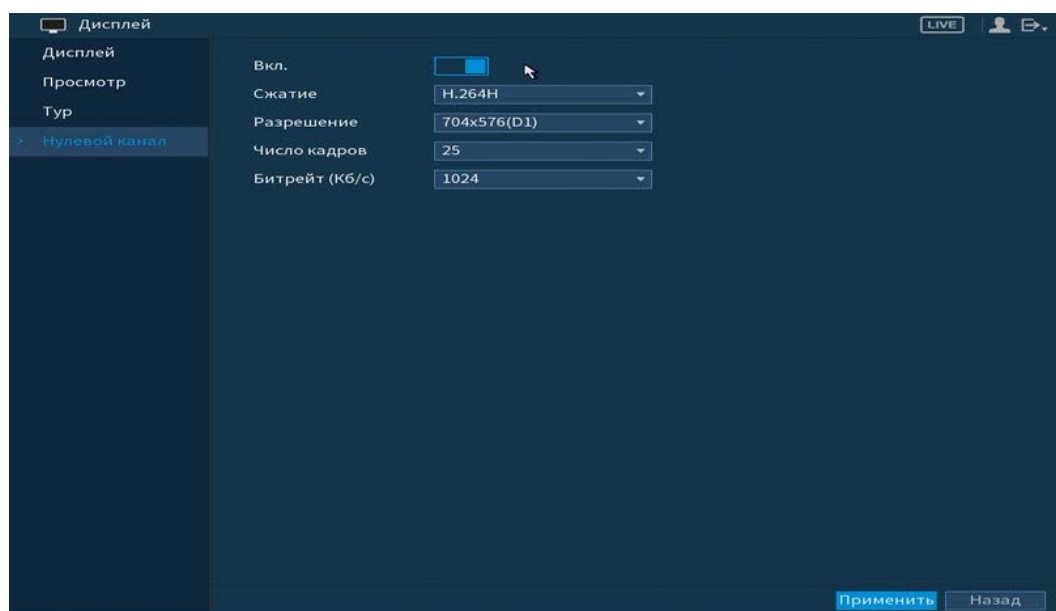 Дисплей LIVE
Дисплей
Просмотр
Тур
Нулевой канал
Вкл.
Сжатие H.264H
Разрешение 704x576(D1)
Число кадров 25
Битрейт (Кб/с) 1024
Применить Назад